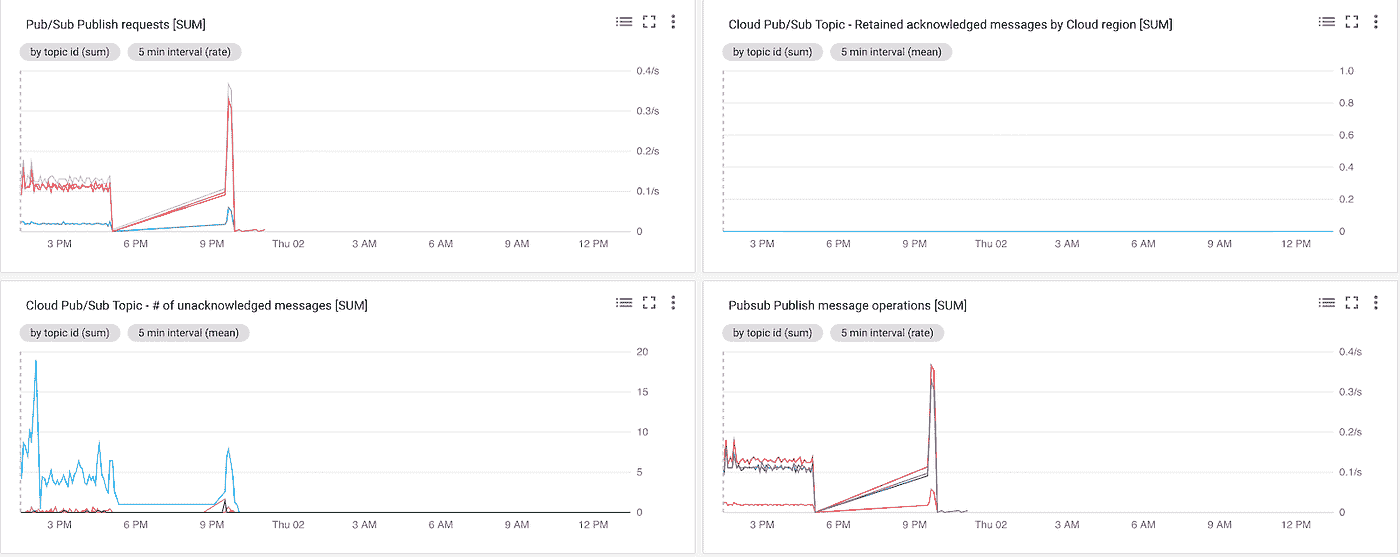 Pub/Sub Publish requests [SUM]
by topic id (sum) 5 min interval (rate)
0.4/s
0.3/s
0.2/s
0.1/s
0
3 PM 6 PM 9 PM Thu 02 3 AM 6 AM 9 AM 12 PM
Cloud Pub/Sub Topic - Retained acknowledged messages by Cloud region [SUM]
by topic id (sum) 5 min interval (mean)
1.0
0.8
0.6
0.4
0.2
0
3 PM 6 PM 9 PM Thu 02 3 AM 6 AM 9 AM 12 PM
Cloud Pub/Sub Topic - # of unacknowledged messages [SUM]
by topic id (sum) 5 min interval (mean)
20
15
10
5
0
3 PM 6 PM 9 PM Thu 02 3 AM 6 AM 9 AM 12 PM
Pubsub Publish message operations [SUM]
by topic id (sum) 5 min interval (rate)
0.4/s
0.3/s
0.2/s
0.1/s
0
3 PM 6 PM 9 PM Thu 02 3 AM 6 AM 9 AM 12 PM